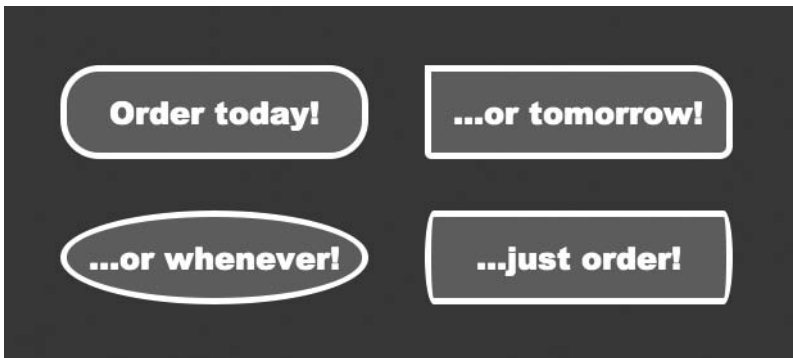 Order today!
...or tomorrow!
...or whenever!
...just order!